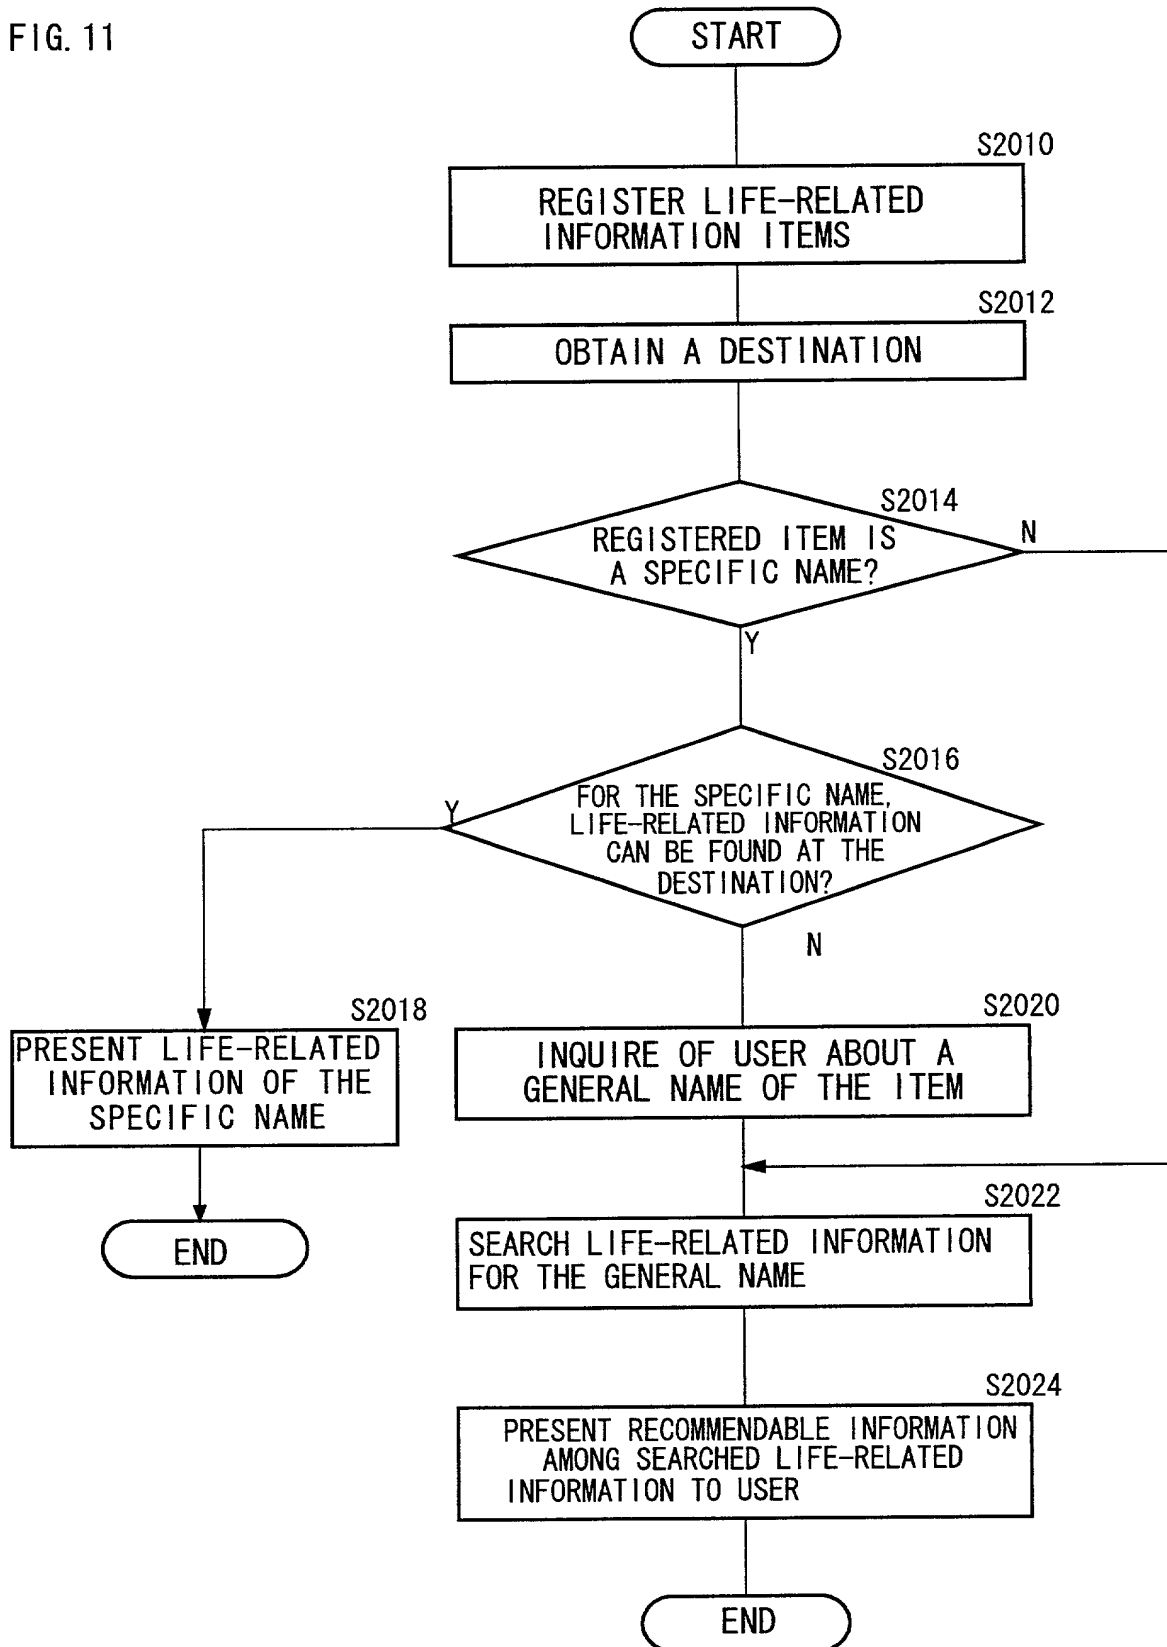 FIG. 11
START
S2010
REGISTER LIFE-RELATED
INFORMATION ITEMS
S2012
OBTAIN A DESTINATION
S2014
REGISTERED ITEM IS
A SPECIFIC NAME?
N
Y
S2016
FOR THE SPECIFIC NAME,
LIFE-RELATED INFORMATION
CAN BE FOUND AT THE
DESTINATION?
Y
N
S2018
PRESENT LIFE-RELATED
INFORMATION OF THE
SPECIFIC NAME
END
S2020
INQUIRE OF USER ABOUT A
GENERAL NAME OF THE ITEM
S2022
SEARCH LIFE-RELATED INFORMATION
FOR THE GENERAL NAME
S2024
PRESENT RECOMMENDABLE INFORMATION
AMONG SEARCHED LIFE-RELATED
INFORMATION TO USER
END